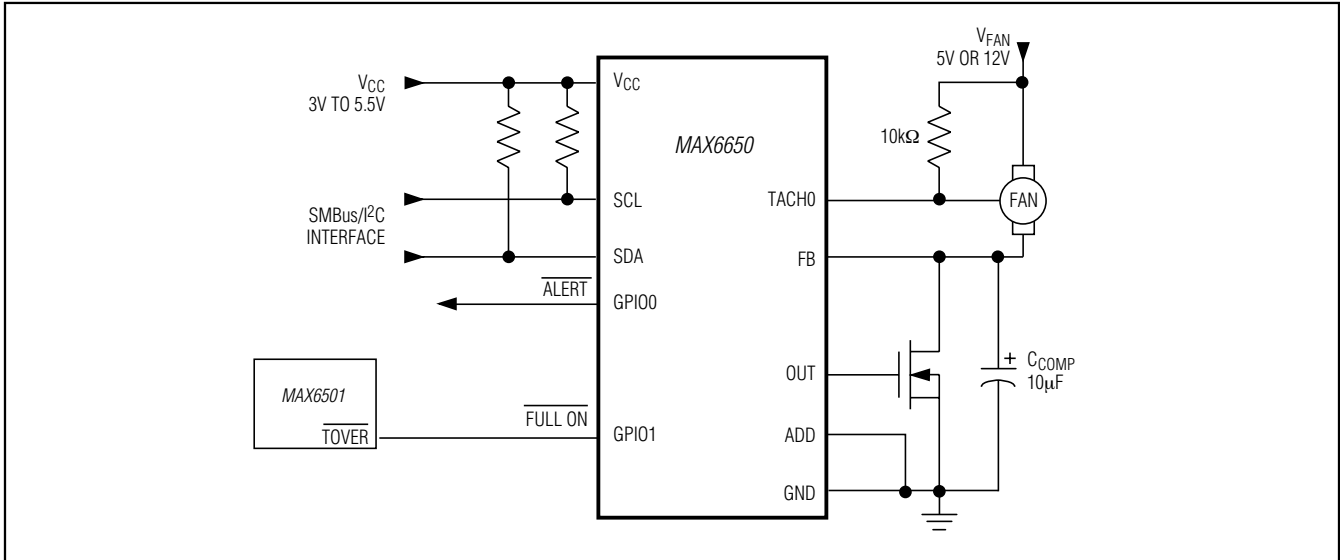 VCC
3V TO 5.5V
SMBus/I2C
INTERFACE
ALERT
MAX6501
TOVER
FULL ON
MAX6650
VCC
SCL
SDA
GPIO0
GPIO1
TACH0
FB
OUT
ADD
GND
VFAN
5V OR 12V
10kΩ
FAN
+
CCOMP
10µF